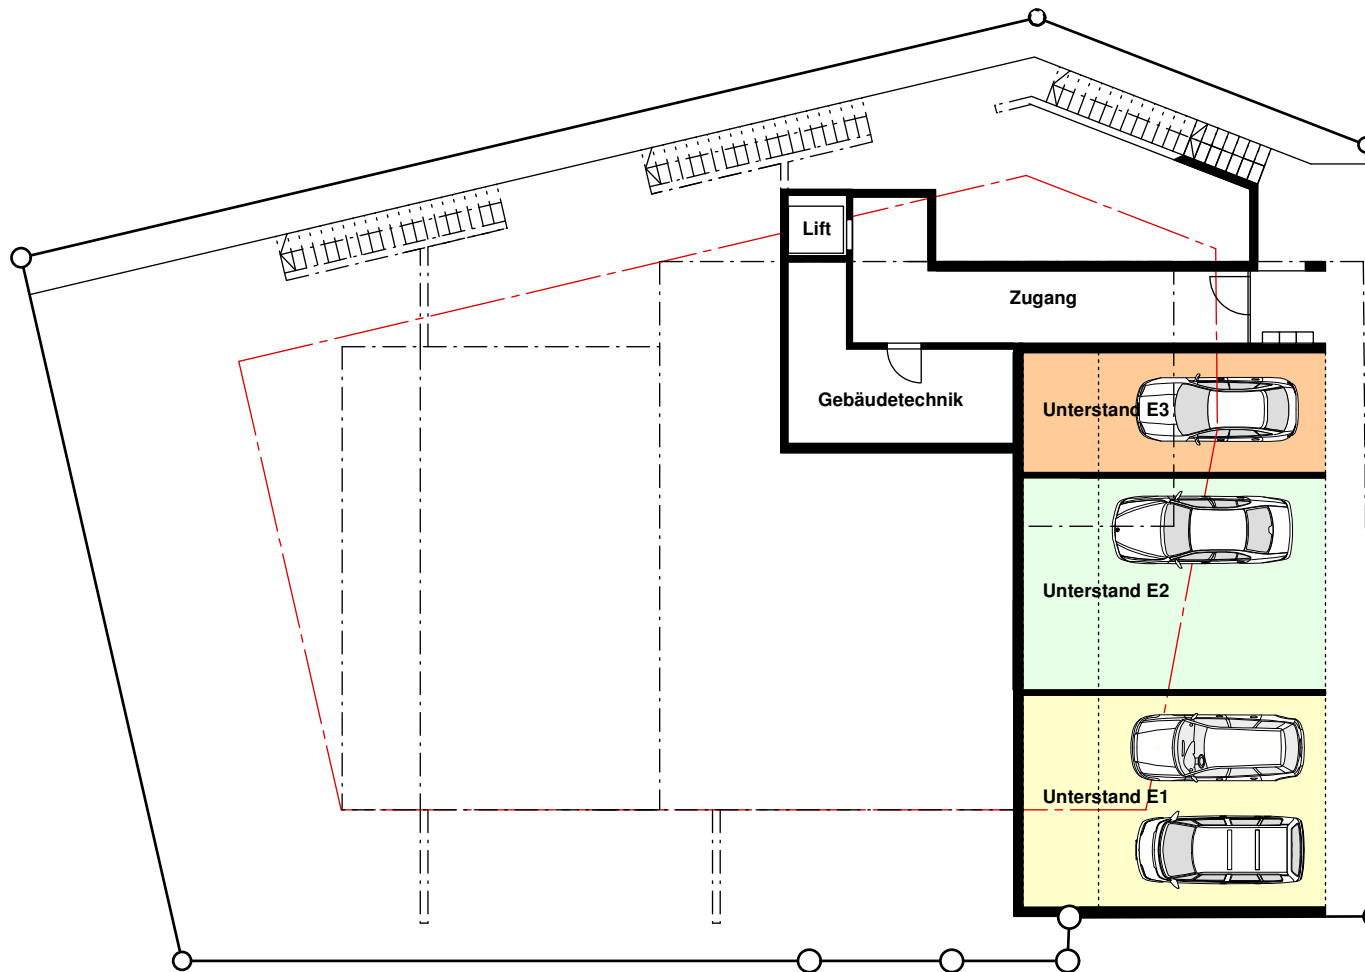 Lift
Zugang
Gebäudetechnik
Unterstand E3
Unterstand E2
Unterstand E1